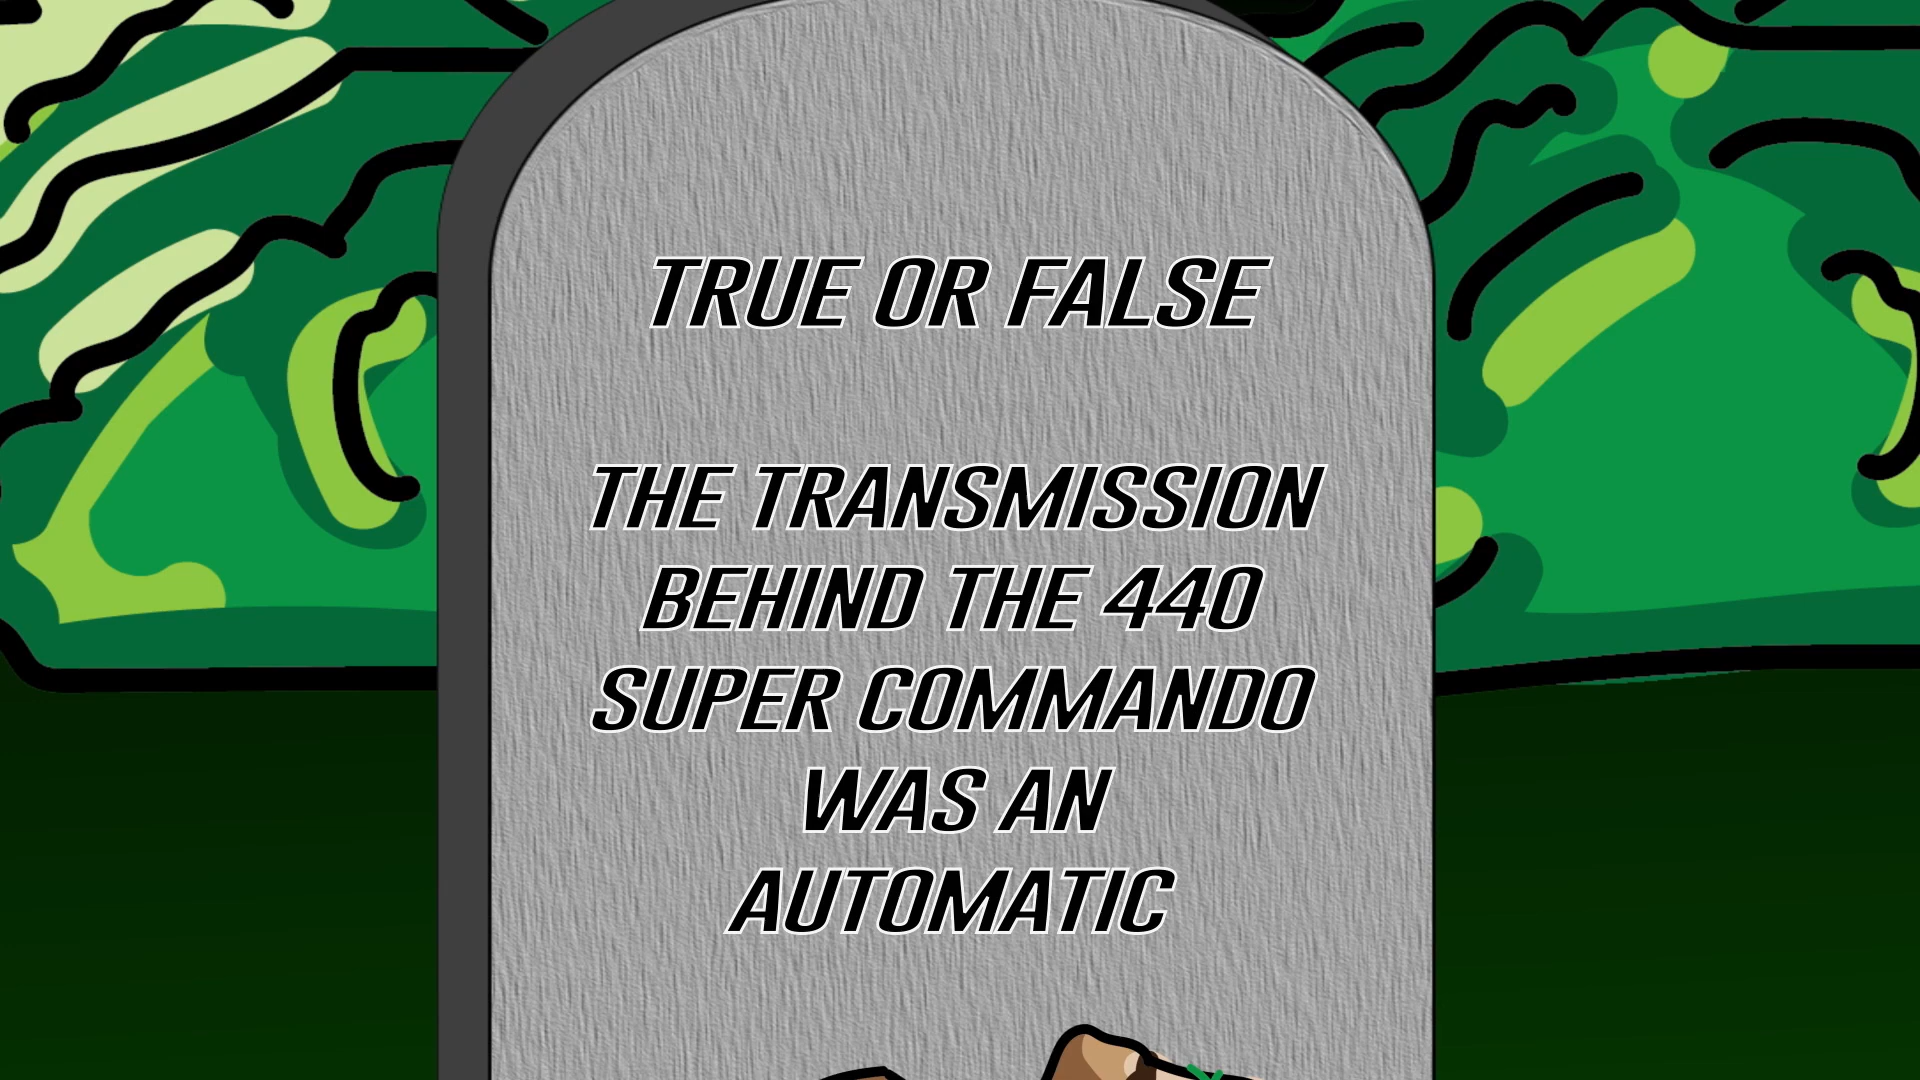 TRUE OR FALSE
THE TRANSMISSION
BEHIND THE 440
SUPER COMMANDO
WAS AN
AUTOMATIC